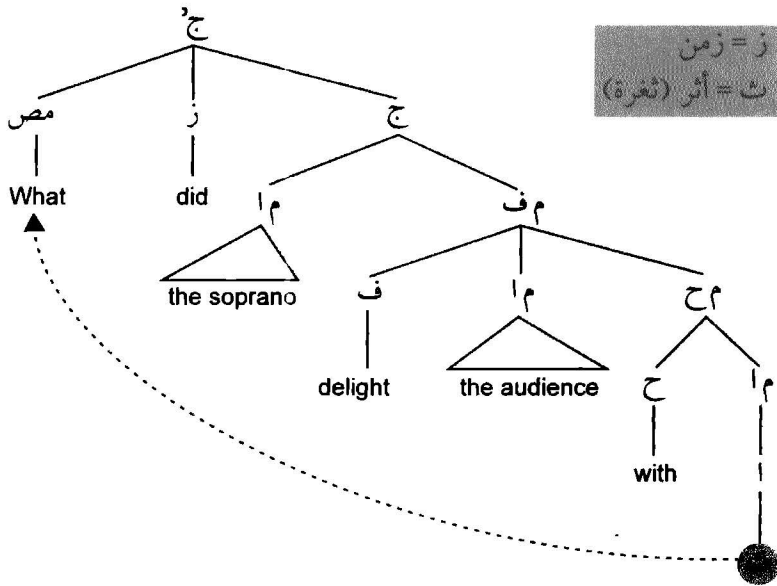 ز = زمن
ث = أثر (ثغرة)
ج'
مص ز ج
What did
م ا م ف
the soprano
ف م ا م ح
delight the audience
ح م ا
with ا